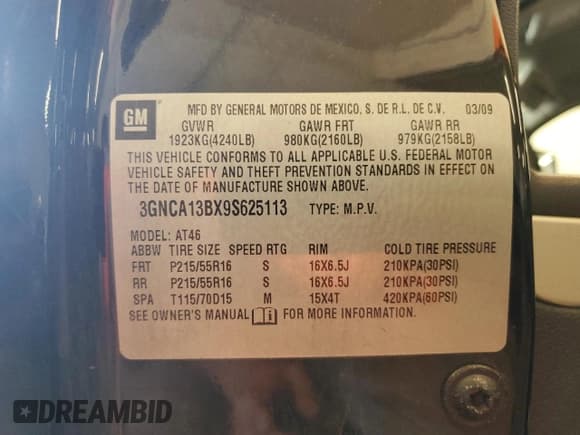 GM
MFD BY GENERAL MOTORS DE MEXICO, S. DE R.L. DE C.V. 03/09
GVWR GAWR FRT GAWR RR
1923KG(4240LB) 980KG(2160LB) 979KG(2158LB)
THIS VEHICLE CONFORMS TO ALL APPLICABLE U.S. FEDERAL MOTOR
VEHICLE SAFETY AND THEFT PREVENTION STANDARDS IN EFFECT ON
THE DATE OF MANUFACTURE SHOWN ABOVE.
3GNCA13BX9S625113 TYPE: M.P.V.
MODEL: AT46
ABBW TIRE SIZE SPEED RTG RIM COLD TIRE PRESSURE
FRT P215/55R16 S 16X6.5J 210KPA(30PSI)
RR P215/55R16 S 16X6.5J 210KPA(30PSI)
SPA T115/70D15 M 15X4T 420KPA(60PSI)
SEE OWNER'S MANUAL FOR MORE INFORMATION.
DREAMBID